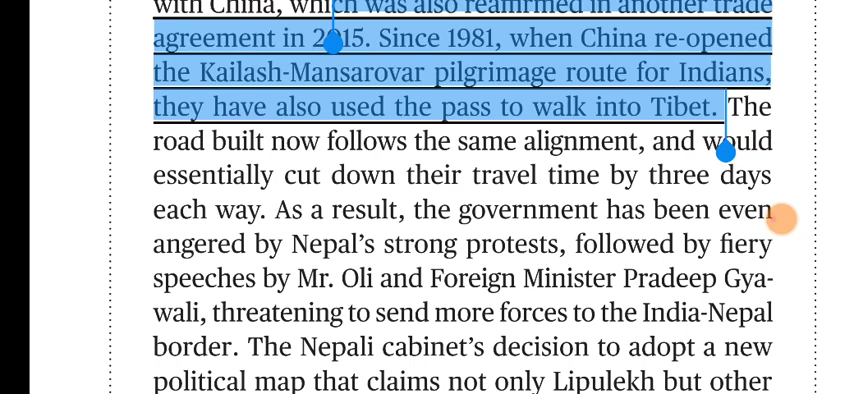 with China, which was also reaffirmed in another trade
agreement in 2015. Since 1981, when China re-opened
the Kailash-Mansarovar pilgrimage route for Indians,
they have also used the pass to walk into Tibet. The
road built now follows the same alignment, and would
essentially cut down their travel time by three days
each way. As a result, the government has been even
angered by Nepal’s strong protests, followed by fiery
speeches by Mr. Oli and Foreign Minister Pradeep Gya-
wali, threatening to send more forces to the India-Nepal
border. The Nepali cabinet’s decision to adopt a new
political map that claims not only Lipulekh but other